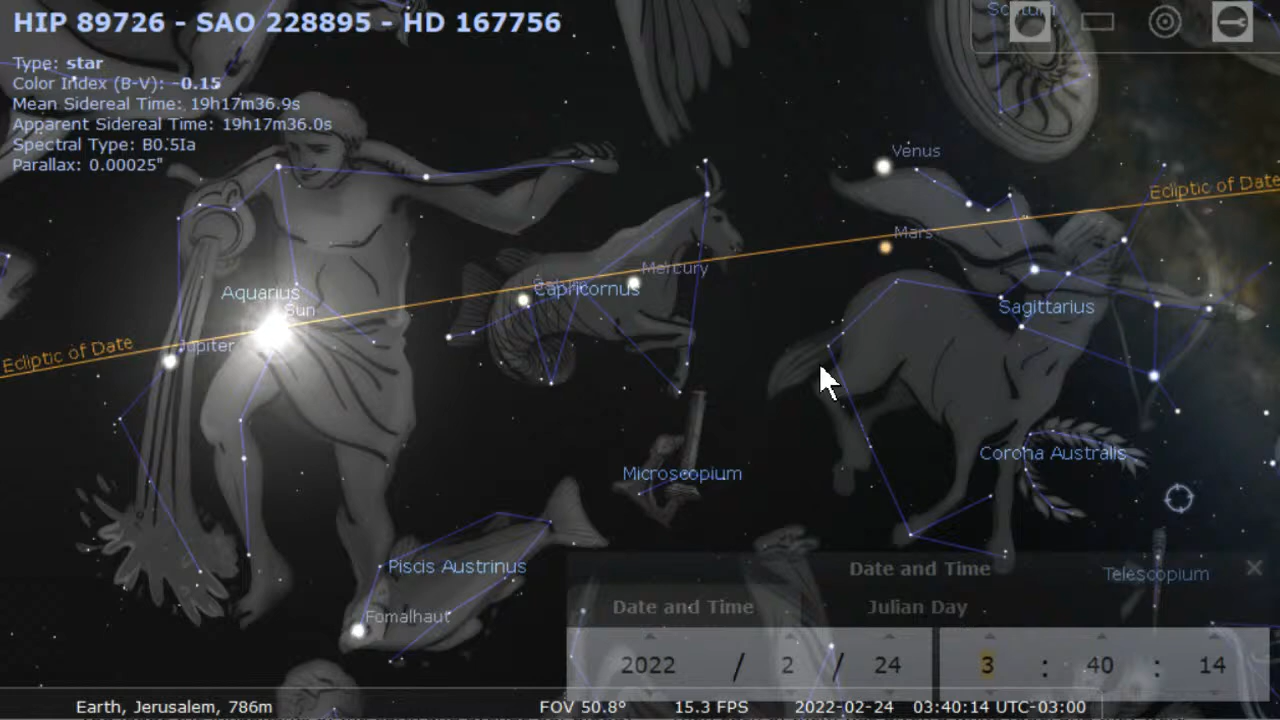 HIP 89726 - SAO 228895 - HD 167756
Type: star
Color Index (B-V): -0.15
Mean Sidereal Time: 19h17m36.9s
Apparent Sidereal Time: 19h17m36.0s
Spectral Type: B0.5Ia
Parallax: 0.00025"
Scutum
Venus
Ecliptic of Date
Mars
Mercury
Capricornus
Aquarius
Sun
Sagittarius
Jupiter
Ecliptic of Date
Corona Australis
Microscopium
Piscis Austrinus
Telescopium
Fomalhaut
Date and Time
Date and Time Julian Day
2022 / 2 / 24 3 : 40 : 14
Earth, Jerusalem, 786m FOV 50.8° 15.3 FPS 2022-02-24 03:40:14 UTC-03:00